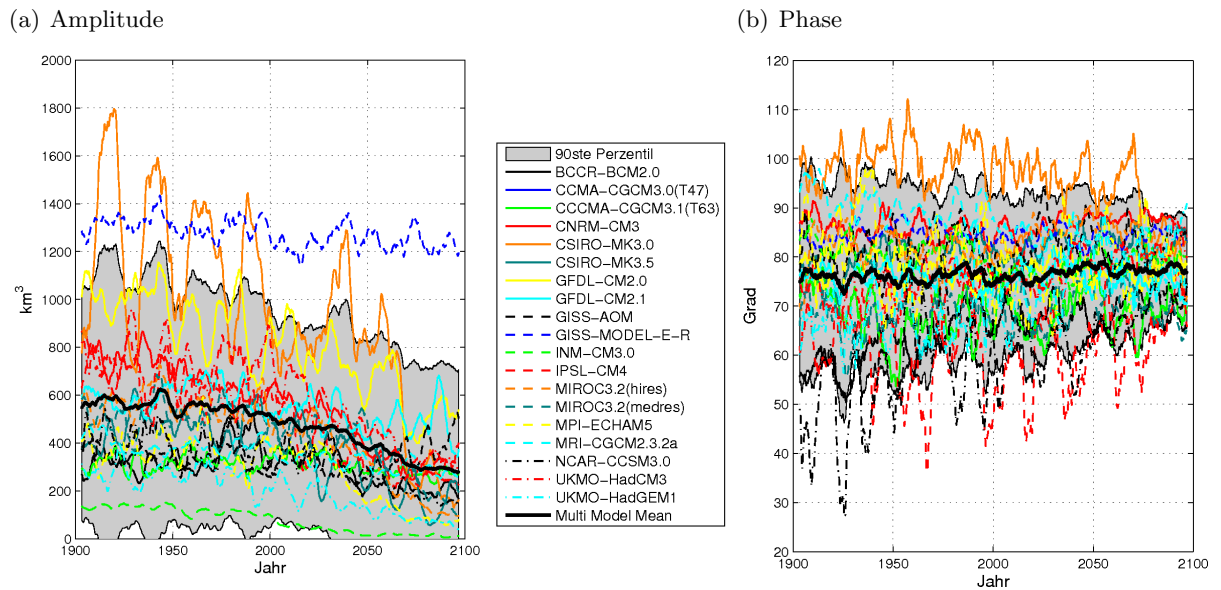 (a) Amplitude
2000
1800
1600
1400
1200
1000
800
600
400
200
0
km³
1900
1950
2000
2050
2100
Jahr
90ste Perzentil
BCCR-BCM2.0
CCMA-CGCM3.0(T47)
CCCMA-CGCM3.1(T63)
CNRM-CM3
CSIRO-MK3.0
CSIRO-MK3.5
GFDL-CM2.0
GFDL-CM2.1
GISS-AOM
GISS-MODEL-E-R
INM-CM3.0
IPSL-CM4
MIROC3.2(hires)
MIROC3.2(medres)
MPI-ECHAM5
MRI-CGCM2.3.2a
NCAR-CCSM3.0
UKMO-HadCM3
UKMO-HadGEM1
Multi Model Mean
(b) Phase
120
110
100
90
80
70
60
50
40
30
20
Grad
1900
1950
2000
2050
2100
Jahr